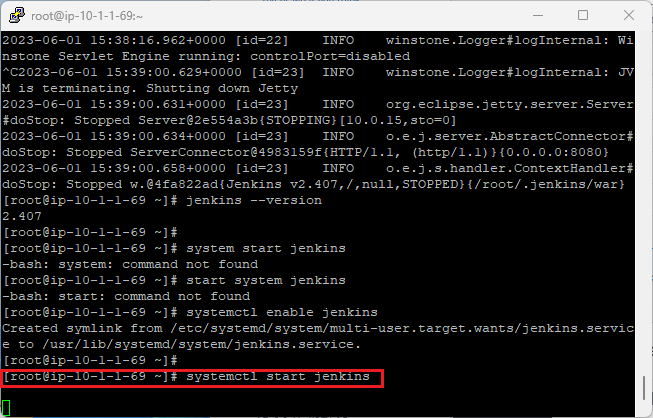 root@ip-10-1-1-69:~
2023-06-01 15:38:16.962+0000 [id=22]    INFO    winstone.Logger#logInternal: Wi
nstone Servlet Engine running: controlPort=disabled
^C2023-06-01 15:39:00.629+0000 [id=23]    INFO    winstone.Logger#logInternal: JV
M is terminating. Shutting down Jetty
2023-06-01 15:39:00.631+0000 [id=23]    INFO    org.eclipse.jetty.server.Server
#doStop: Stopped Server@2e554a3b{STOPPING}[10.0.15,sto=0]
2023-06-01 15:39:00.634+0000 [id=23]    INFO    o.e.j.server.AbstractConnector#
doStop: Stopped ServerConnector@4983159f{HTTP/1.1, (http/1.1)}{0.0.0.0:8080}
2023-06-01 15:39:00.658+0000 [id=23]    INFO    o.e.j.s.handler.ContextHandler#
doStop: Stopped w.@4fa822ad{Jenkins v2.407,/,null,STOPPED}{/root/.jenkins/war}
[root@ip-10-1-1-69 ~]# jenkins --version
2.407
[root@ip-10-1-1-69 ~]#
[root@ip-10-1-1-69 ~]# system start jenkins
-bash: system: command not found
[root@ip-10-1-1-69 ~]# start system jenkins
-bash: start: command not found
[root@ip-10-1-1-69 ~]# systemctl enable jenkins
Created symlink from /etc/systemd/system/multi-user.target.wants/jenkins.servic
e to /usr/lib/systemd/system/jenkins.service.
[root@ip-10-1-1-69 ~]#
[root@ip-10-1-1-69 ~]# systemctl start jenkins